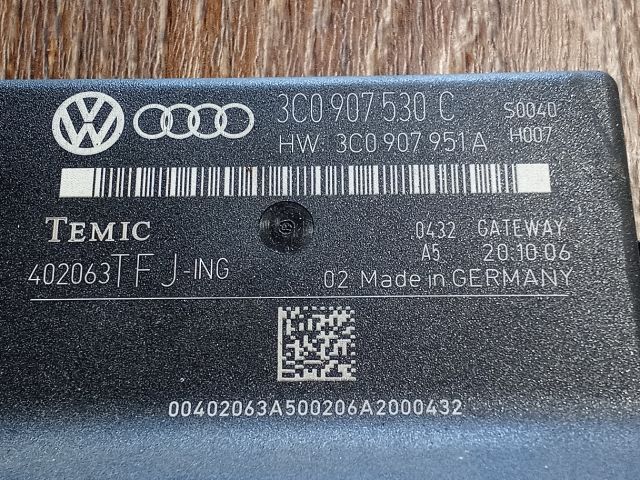 3C0 907 530 C S0040
HW: 3C0 907 951 A H007
TEMIC .0432 GATEWAY
402063TFJ-ING A5 20.10.06
02 Made in GERMANY
00402063A500206A2000432